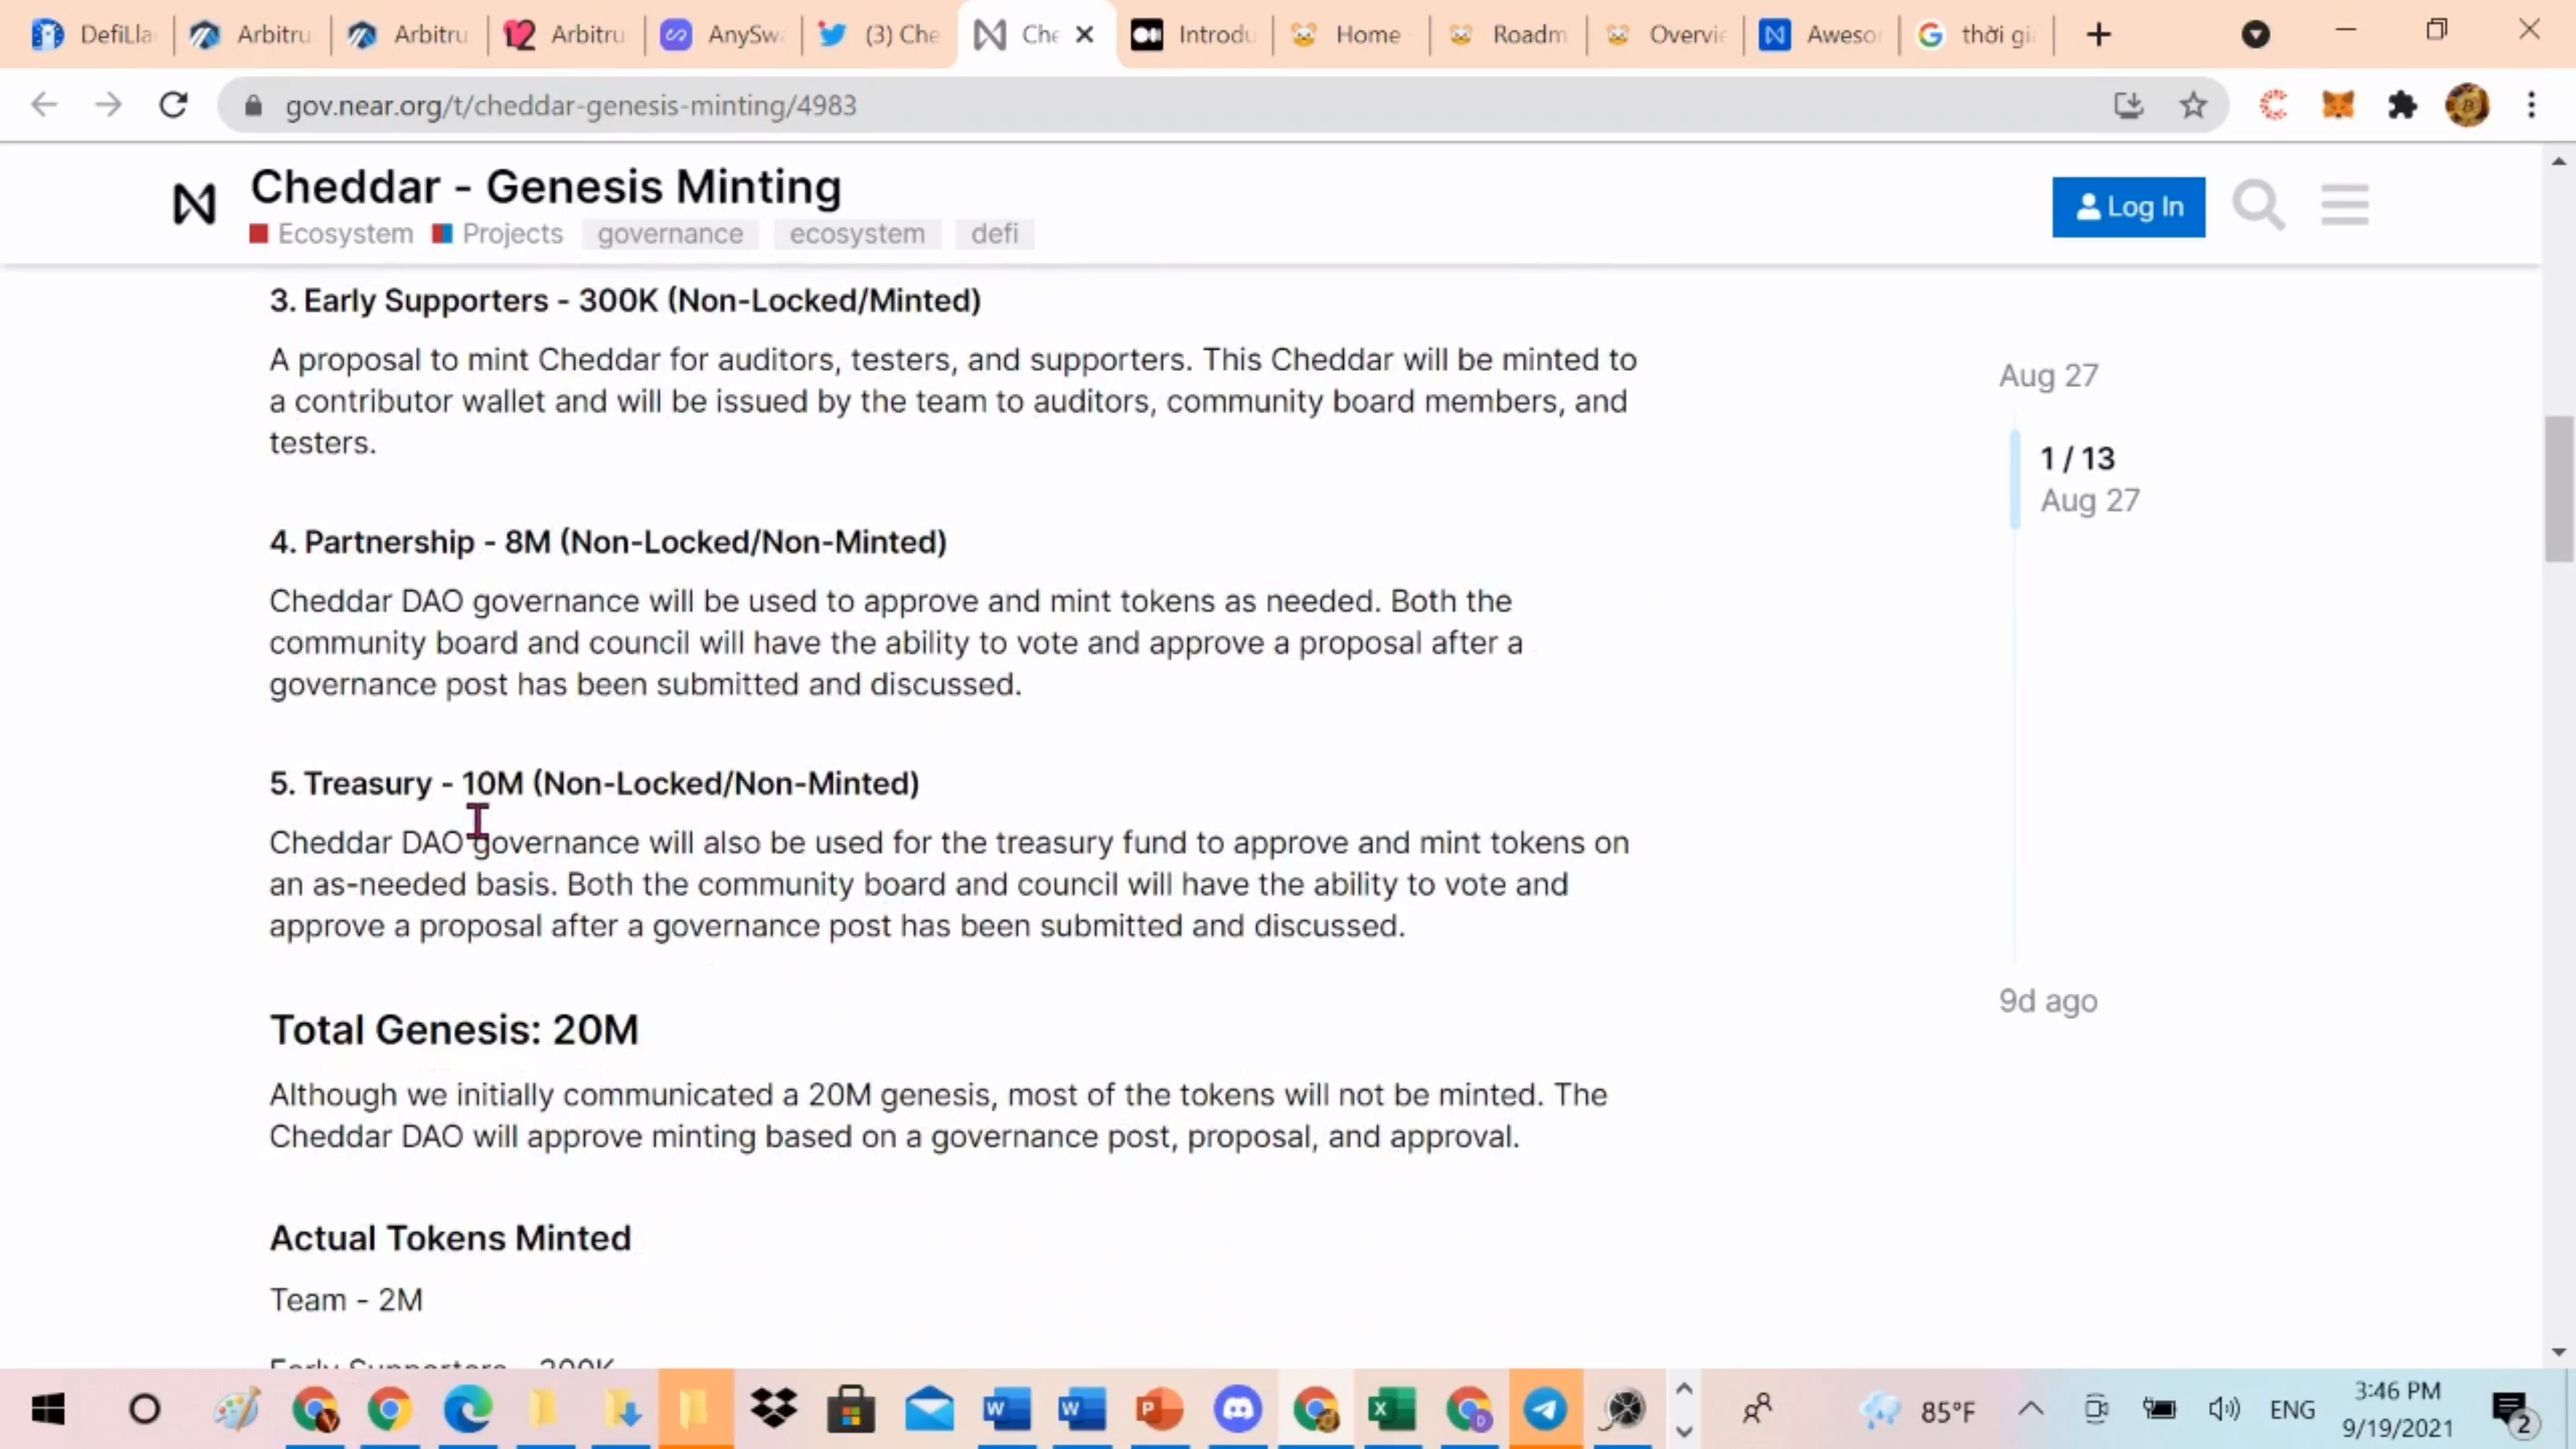 DefiLla
Arbitru
Arbitru
Arbitru
AnySwa
(3) Che
Che
Introdu
Home
Roadm
Overvie
Aweso
thời gi
gov.near.org/t/cheddar-genesis-minting/4983
Cheddar - Genesis Minting
Ecosystem Projects governance ecosystem defi
Log In
3. Early Supporters - 300K (Non-Locked/Minted)
A proposal to mint Cheddar for auditors, testers, and supporters. This Cheddar will be minted to
a contributor wallet and will be issued by the team to auditors, community board members, and
testers.
4. Partnership - 8M (Non-Locked/Non-Minted)
Cheddar DAO governance will be used to approve and mint tokens as needed. Both the
community board and council will have the ability to vote and approve a proposal after a
governance post has been submitted and discussed.
5. Treasury - 10M (Non-Locked/Non-Minted)
Cheddar DAO governance will also be used for the treasury fund to approve and mint tokens on
an as-needed basis. Both the community board and council will have the ability to vote and
approve a proposal after a governance post has been submitted and discussed.
Total Genesis: 20M
Although we initially communicated a 20M genesis, most of the tokens will not be minted. The
Cheddar DAO will approve minting based on a governance post, proposal, and approval.
Actual Tokens Minted
Team - 2M
Early Supporters - 300K
Aug 27
1 / 13
Aug 27
9d ago
85°F
ENG
3:46 PM
9/19/2021
2